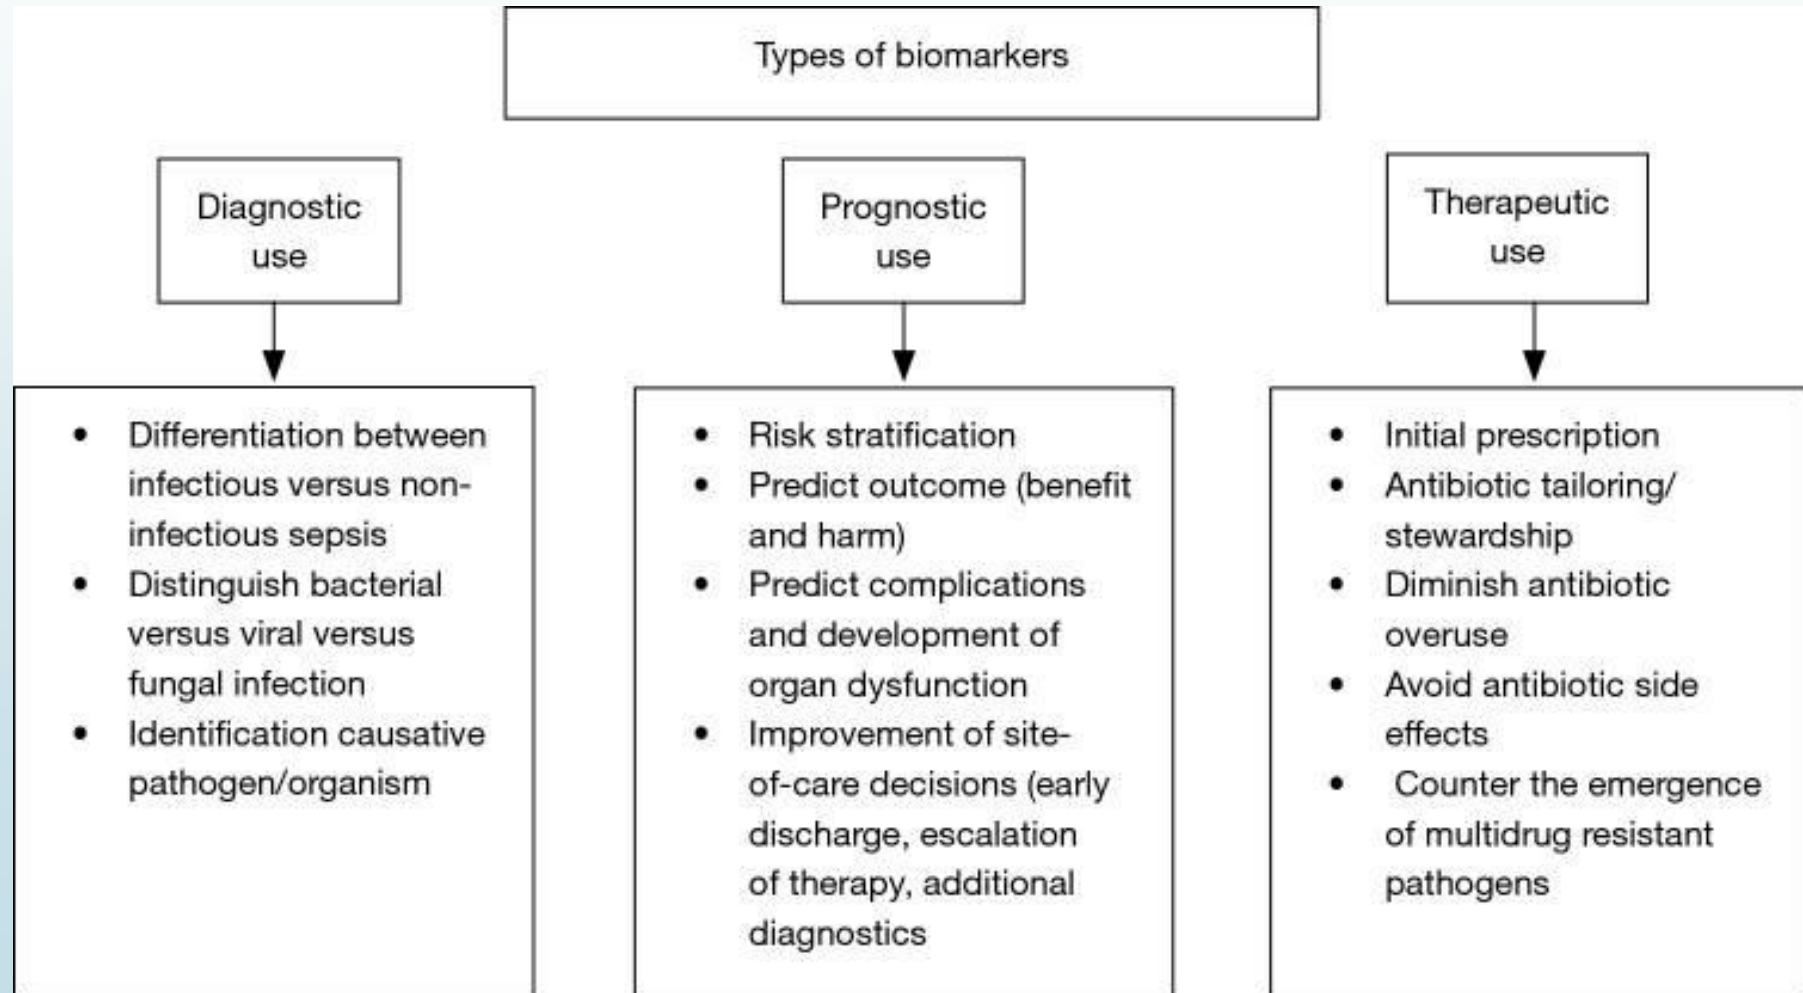 Types of biomarkers
Diagnostic
use
• Differentiation between
infectious versus non-
infectious sepsis
• Distinguish bacterial
versus viral versus
fungal infection
• Identification causative
pathogen/organism
Prognostic
use
• Risk stratification
• Predict outcome (benefit
and harm)
• Predict complications
and development of
organ dysfunction
• Improvement of site-
of-care decisions (early
discharge, escalation
of therapy, additional
diagnostics
Therapeutic
use
• Initial prescription
• Antibiotic tailoring/
stewardship
• Diminish antibiotic
overuse
• Avoid antibiotic side
effects
• Counter the emergence
of multidrug resistant
pathogens